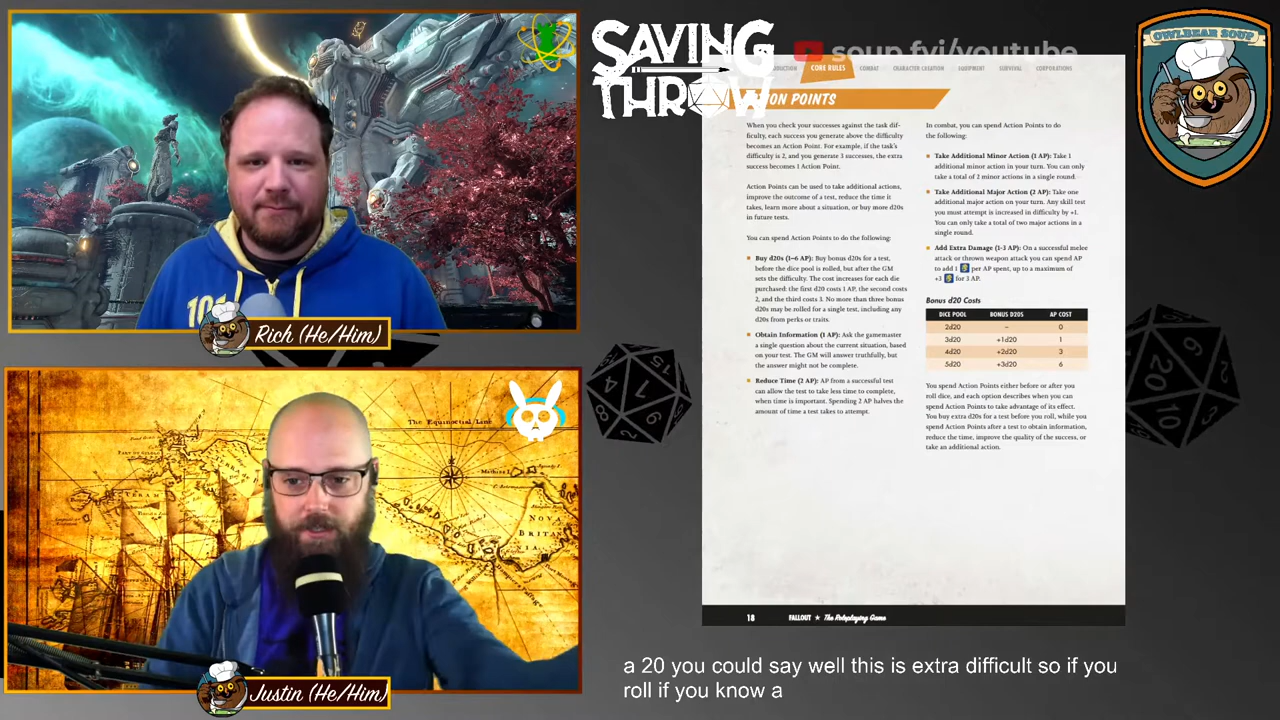 SAVING
THROW
soup.fyi/youtube
OWLBEAR SOUP
Rich (He/Him)
Justin (He/Him)
The Equinoctial Line
NOVA
BRITAN
CORE RULES
COMBAT
CHARACTER CREATION
EQUIPMENT
SURVIVAL
CORPORATIONS
ION POINTS
When you check your successes against the task dif-
ficulty, each success you generate above the difficulty
becomes an Action Point. For example, if the task's
difficulty is 2, and you generate 3 successes, the extra
success becomes 1 Action Point.
Action Points can be used to take additional actions,
improve the outcome of a test, reduce the time it
takes, learn more about a situation, or buy more d20s
in future tests.
You can spend Action Points to do the following:
Buy d20s (1–6 AP): Buy bonus d20s for a test,
before the dice pool is rolled, but after the GM
sets the difficulty. The cost increases for each die
purchased: the first d20 costs 1 AP, the second costs
2, and the third costs 3. No more than three bonus
d20s may be rolled for a single test, including any
d20s from perks or traits.
Obtain Information (1 AP): Ask the gamemaster
a single question about the current situation, based
on your test. The GM will answer truthfully, but
the answer might not be complete.
Reduce Time (2 AP): AP from a successful test
can allow the test to take less time to complete,
when time is important. Spending 2 AP halves the
amount of time a test takes to attempt.
In combat, you can spend Action Points to do
the following:
Take Additional Minor Action (1 AP): Take 1
additional minor action in your turn. You can only
take a total of 2 minor actions in a single round.
Take Additional Major Action (2 AP): Take one
additional major action on your turn. Any skill test
you must attempt is increased in difficulty by +1.
You can only take a total of two major actions in a
single round.
Add Extra Damage (1-3 AP): On a successful melee
attack or thrown weapon attack you can spend AP
to add 1 per AP spent, up to a maximum of
+3 for 3 AP.
Bonus d20 Costs
DICE POOL BONUS D20S AP COST
2d20 – 0
3d20 +1d20 1
4d20 +2d20 3
5d20 +3d20 6
You spend Action Points either before or after you
roll dice, and each option describes when you can
spend Action Points to take advantage of its effect.
You buy extra d20s for a test before you roll, while you
spend Action Points after a test to obtain information,
reduce the time, improve the quality of the success, or
take an additional action.
18 FALLOUT ★ The Roleplaying Game
a 20 you could say well this is extra difficult so if you
roll if you know a